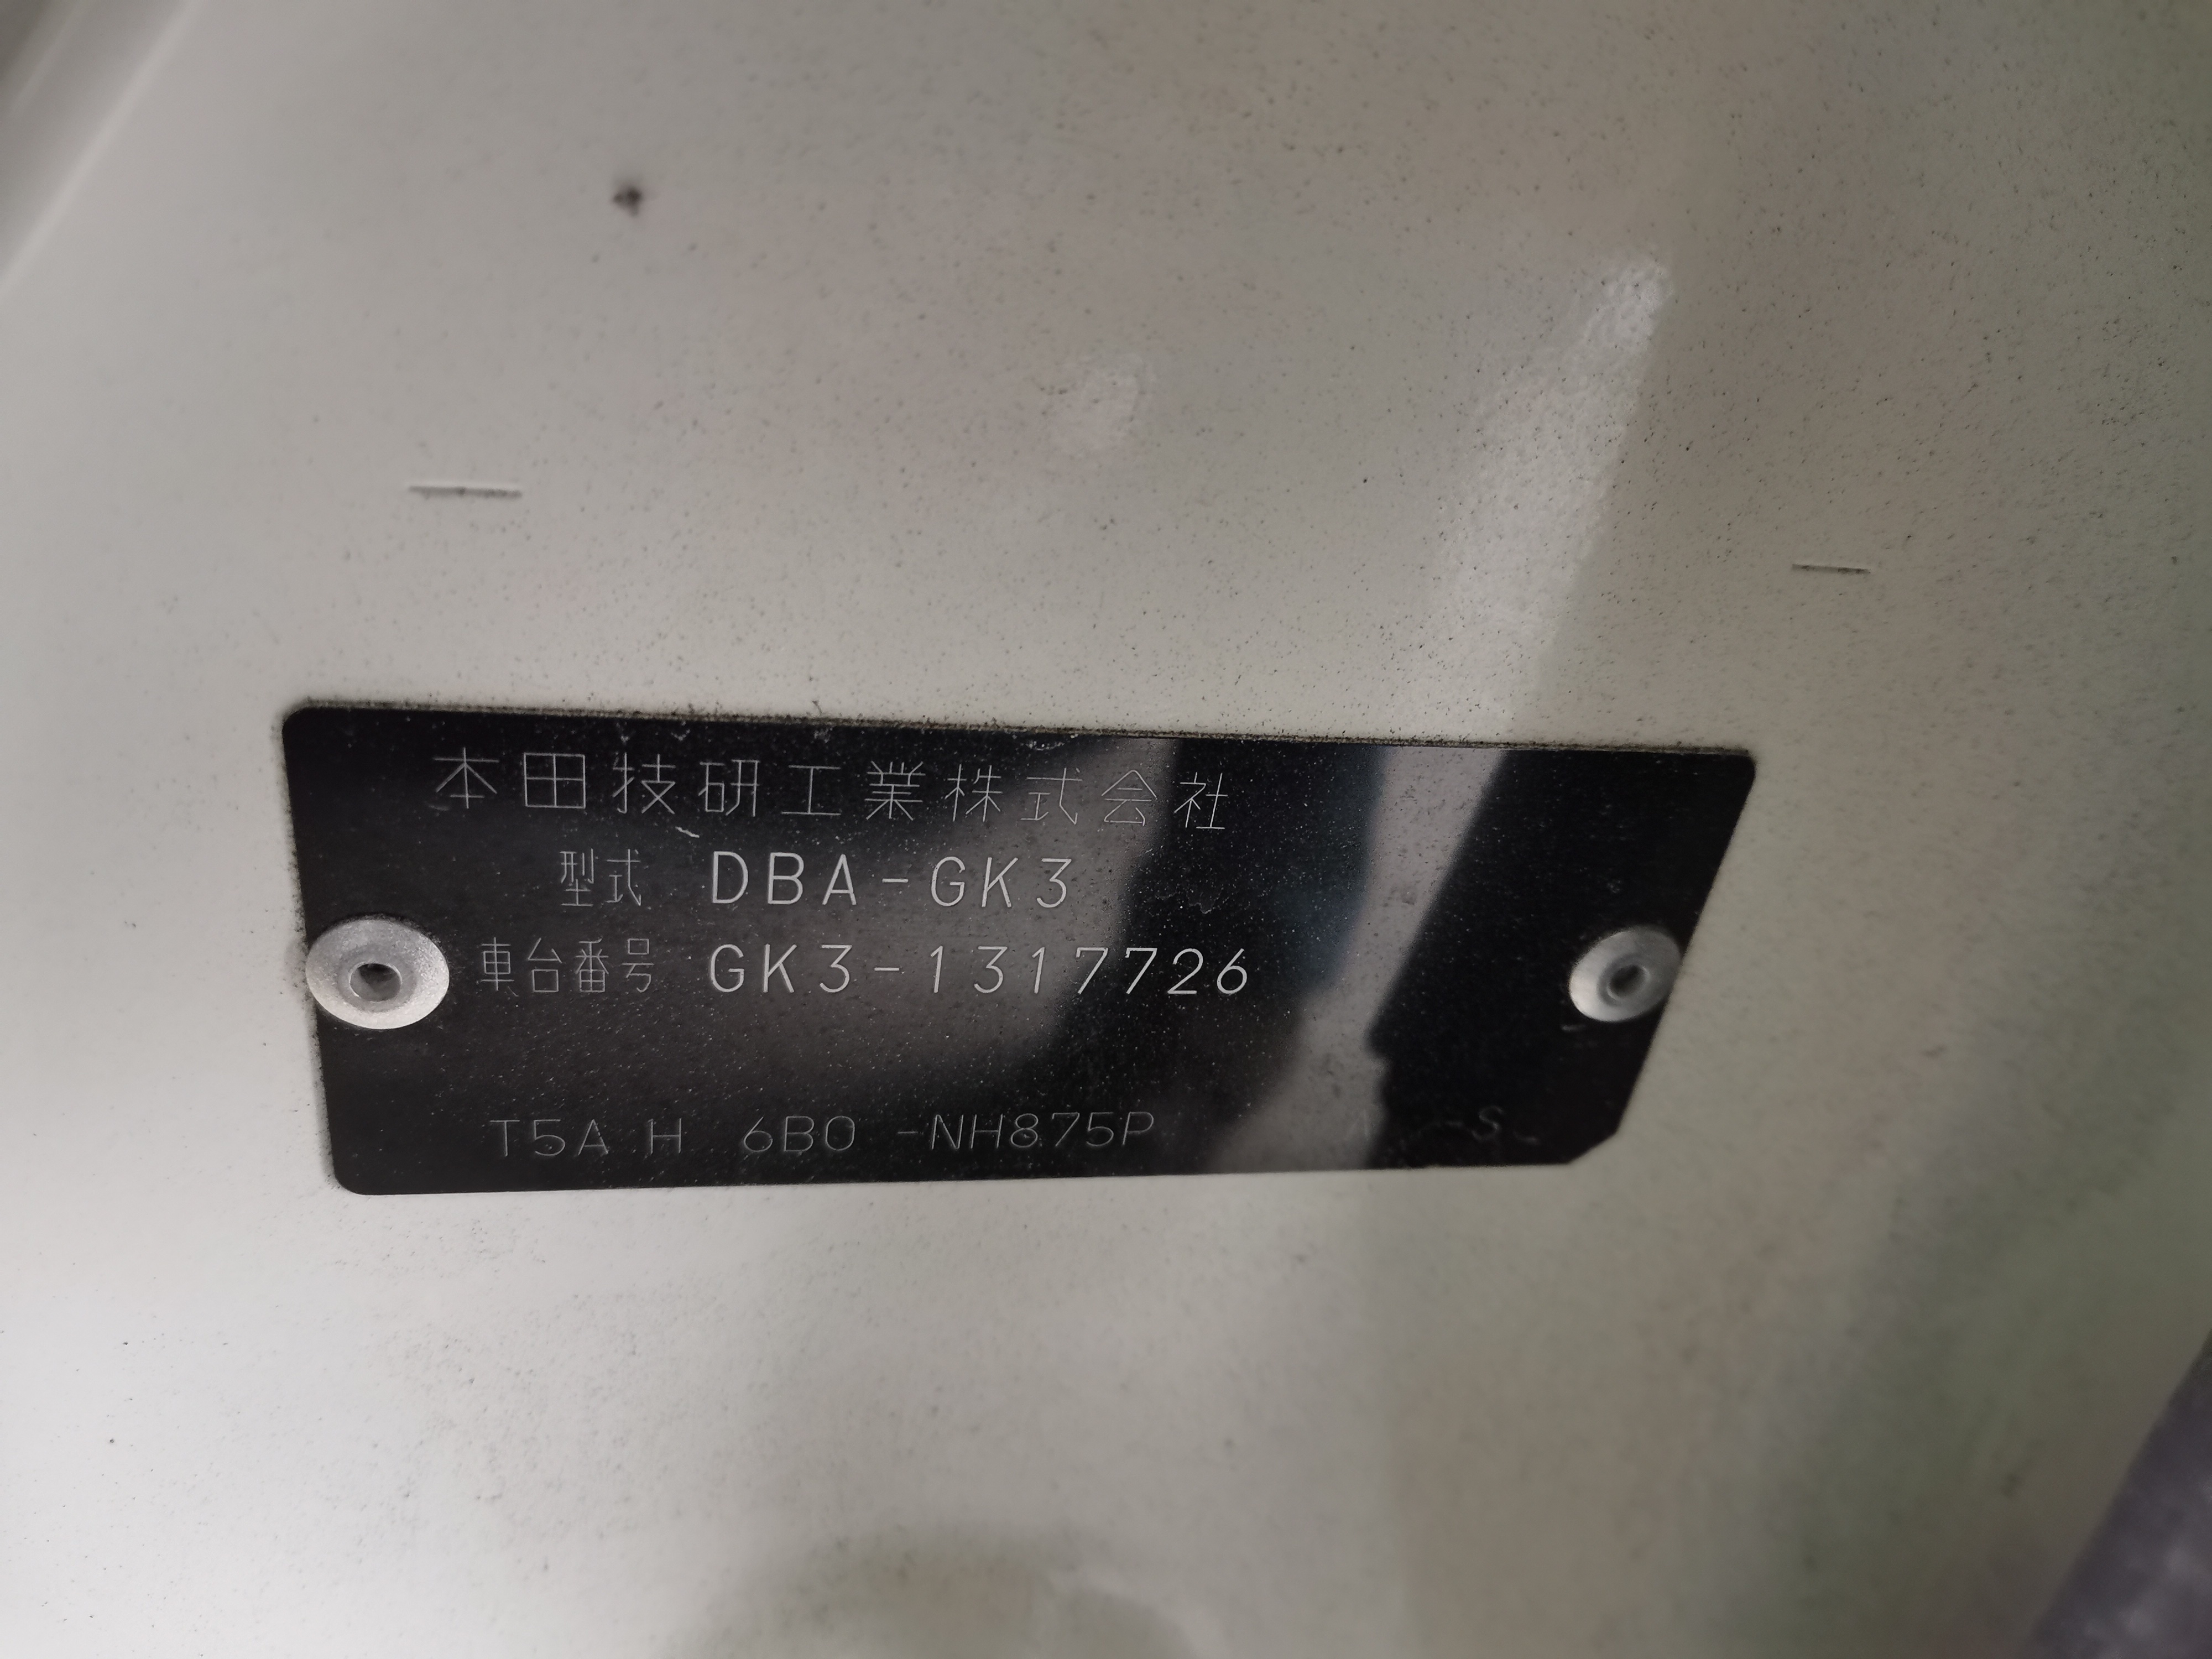 本田技研工業株式会社
型式 DBA-GK3
車台番号 GK3-1317726
T5A H 6B0 -NH875P